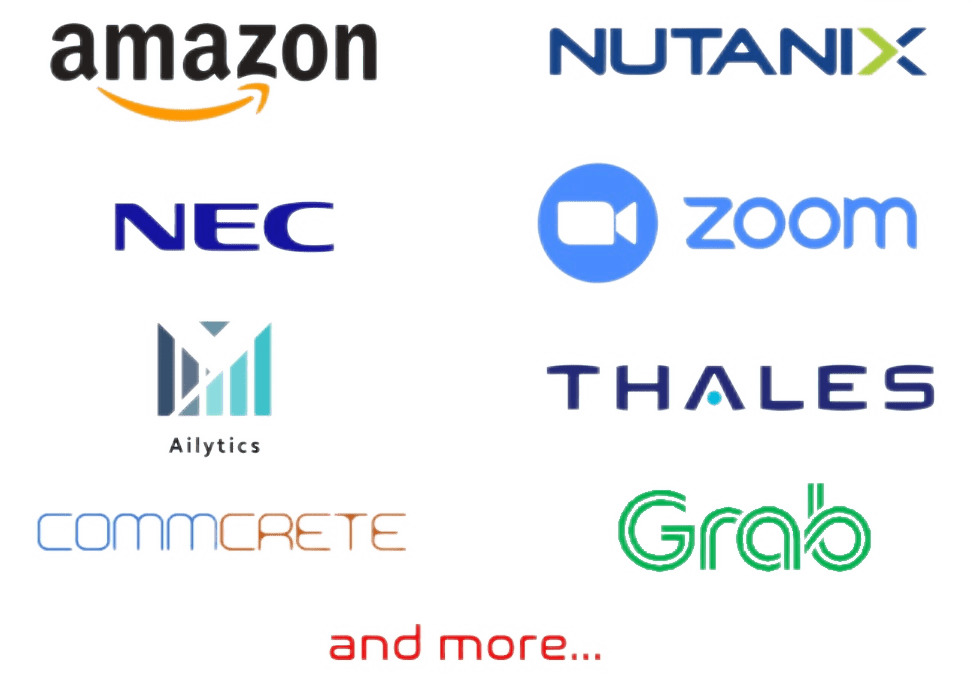 amazon
NUTANIX
NEC
zoom
Ailytics
THALES
COMMCRETE
Grab
and more...